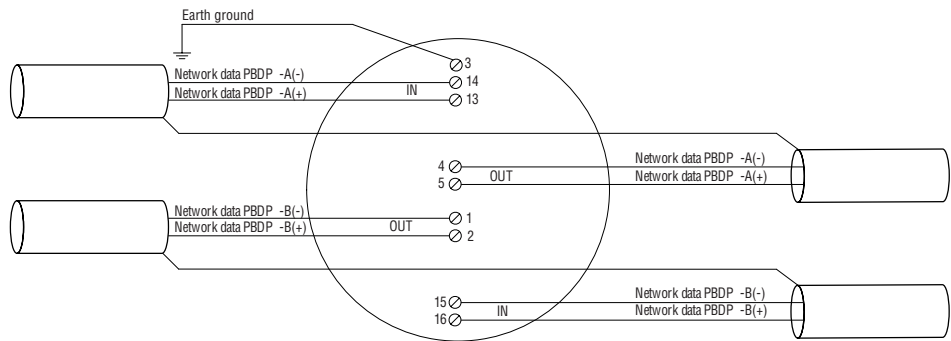 Earth ground
3
Network data PBDP -A(-)
14
Network data PBDP -A(+)
IN
13
4
Network data PBDP -A(-)
5
OUT
Network data PBDP -A(+)
Network data PBDP -B(-)
1
Network data PBDP -B(+)
OUT
2
15
Network data PBDP -B(-)
16
IN
Network data PBDP -B(+)